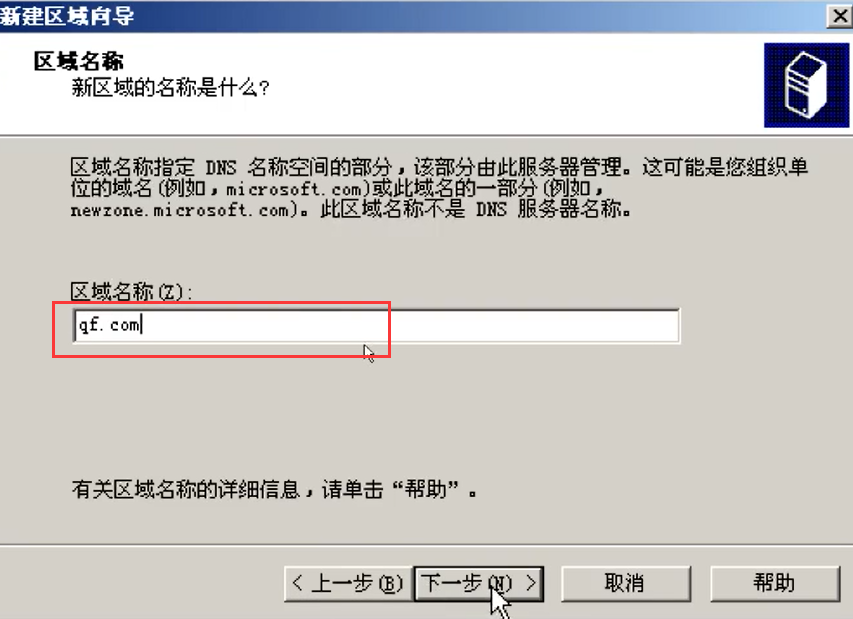 新建区域向导
区域名称
新区域的名称是什么?
区域名称指定 DNS 名称空间的部分，该部分由此服务器管理。这可能是您组织单
位的域名(例如，microsoft.com)或此域名的一部分(例如，
newzone.microsoft.com)。此区域名称不是 DNS 服务器名称。
区域名称(Z):
qf.com
有关区域名称的详细信息，请单击“帮助”。
< 上一步(B) 下一步(N) > 取消 帮助